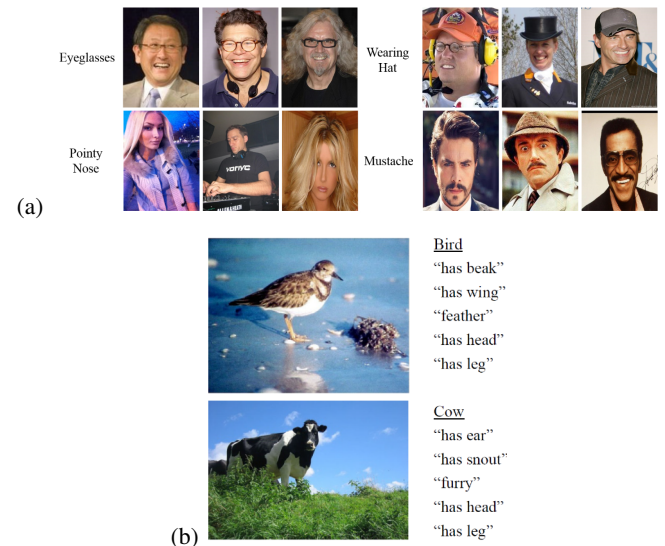 Eyeglasses
Wearing
Hat
Pointy
Nose
Mustache
(a)
Bird
“has beak”
“has wing”
“feather”
“has head”
“has leg”
Cow
“has ear”
“has snout”
“furry”
“has head”
“has leg”
(b)